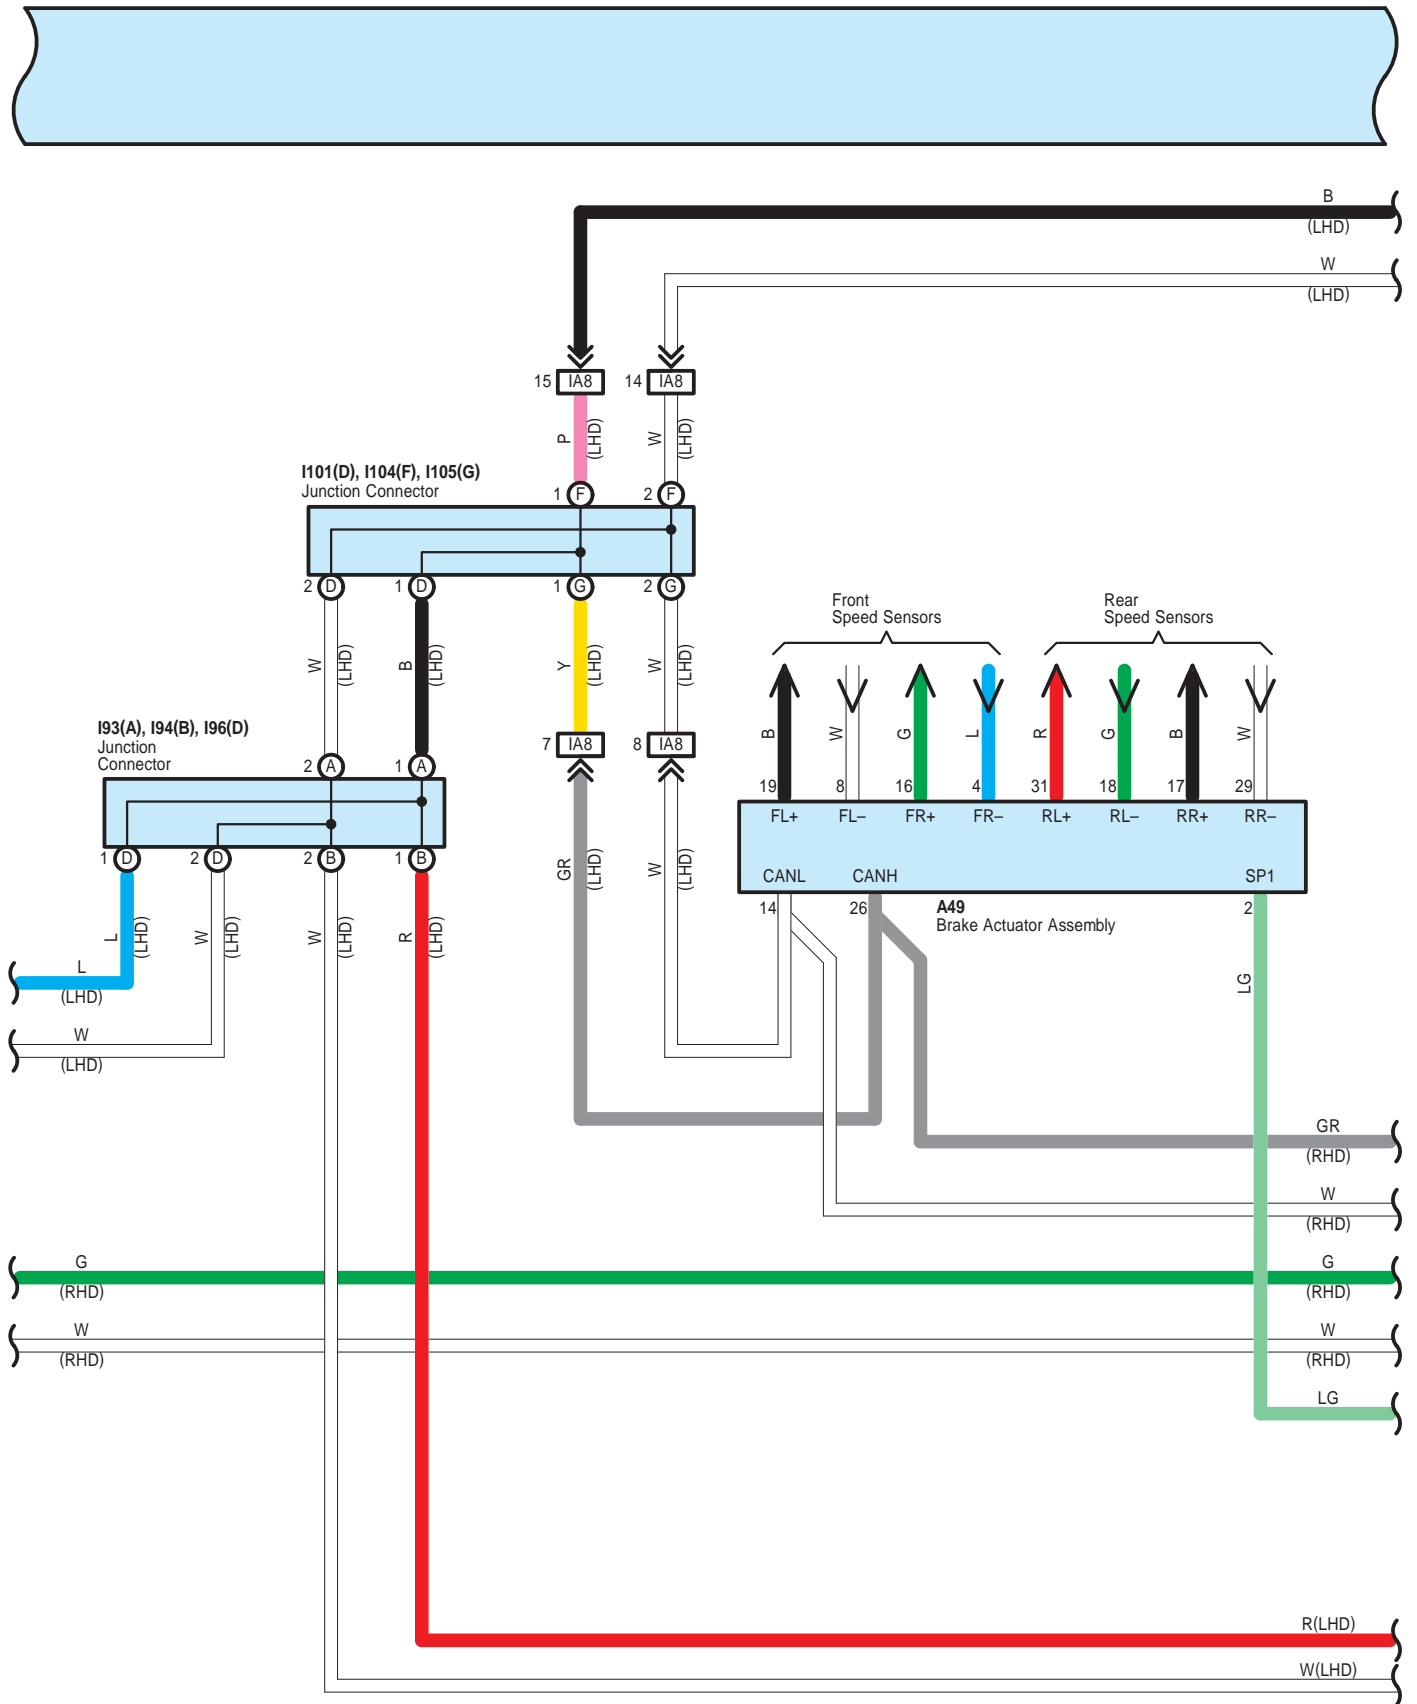 B
(LHD)
W
(LHD)
15 IA8
14 IA8
P
(LHD)
W
(LHD)
I101(D), I104(F), I105(G)
Junction Connector
1 F
2 F
2 D
1 D
1 G
2 G
W
(LHD)
B
(LHD)
Y
(LHD)
W
(LHD)
Front
Speed Sensors
Rear
Speed Sensors
B
W
G
L
R
G
B
W
I93(A), I94(B), I96(D)
Junction
Connector
7 IA8
8 IA8
2 A
1 A
19
8
16
4
31
18
17
29
FL+
FL–
FR+
FR–
RL+
RL–
RR+
RR–
1 D
2 D
2 B
1 B
GR
(LHD)
W
(LHD)
CANL
CANH
SP1
14
26
2
A49
Brake Actuator Assembly
L
(LHD)
W
(LHD)
W
(LHD)
R
(LHD)
LG
L
(LHD)
W
(LHD)
GR
(RHD)
W
(RHD)
G
(RHD)
G
(RHD)
W
(RHD)
W
(RHD)
LG
R(LHD)
W(LHD)